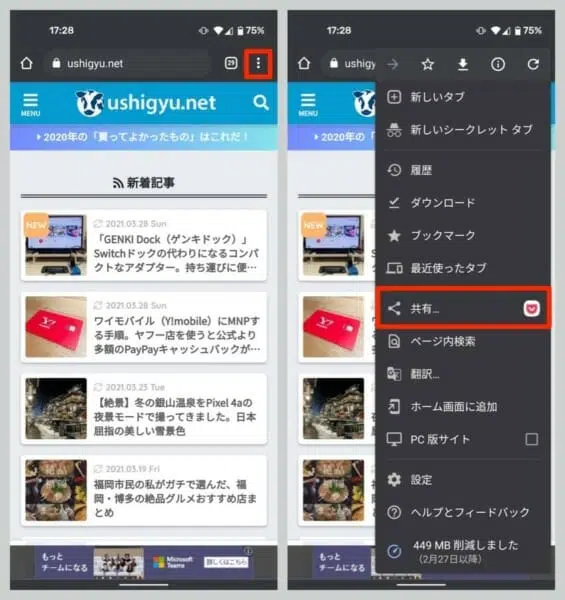 17:28
75%
ushigyu.net
29
MENU
ushigyu.net
2020年の「買ってよかったもの」はこれだ！
新着記事
NEW
2021.03.28 Sun
「GENKI Dock（ゲンキドック）」
Switchドックの代わりになるコンパ
クトなアダプター。持ち運びに便…
2021.03.28 Sun
ワイモバイル（Y!mobile）にMNPす
る手順。ヤフー店を使うと公式より
多額のPayPayキャッシュバックが…
2021.03.23 Tue
【絶景】冬の銀山温泉をPixel 4aの
夜景モードで撮ってきました。日本
屈指の美しい雪景色
2021.03.19 Fri
福岡市民の私がガチで選んだ、福
岡・博多の絶品グルメおすすめ店ま
とめ
もっと
チームになる
Microsoft
Teams
詳しくはこちら
17:28
75%
ushigy
MENU
2020年の
NEW
新しいタブ
新しいシークレット タブ
履歴
ダウンロード
ブックマーク
最近使ったタブ
共有...
ページ内検索
翻訳...
ホーム画面に追加
PC 版サイト
設定
ヘルプとフィードバック
449 MB 削減しました
(2月27日以降)
もっと
チームになる